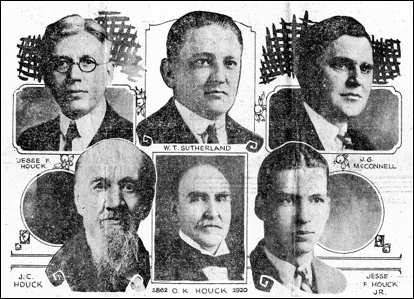 JESSE F.
HOUCK
W. T. SUTHERLAND
J. G.
McCONNELL
J. C.
HOUCK
1862 O. K HOUCK 1920
JESSE
F HOUCK
JR.